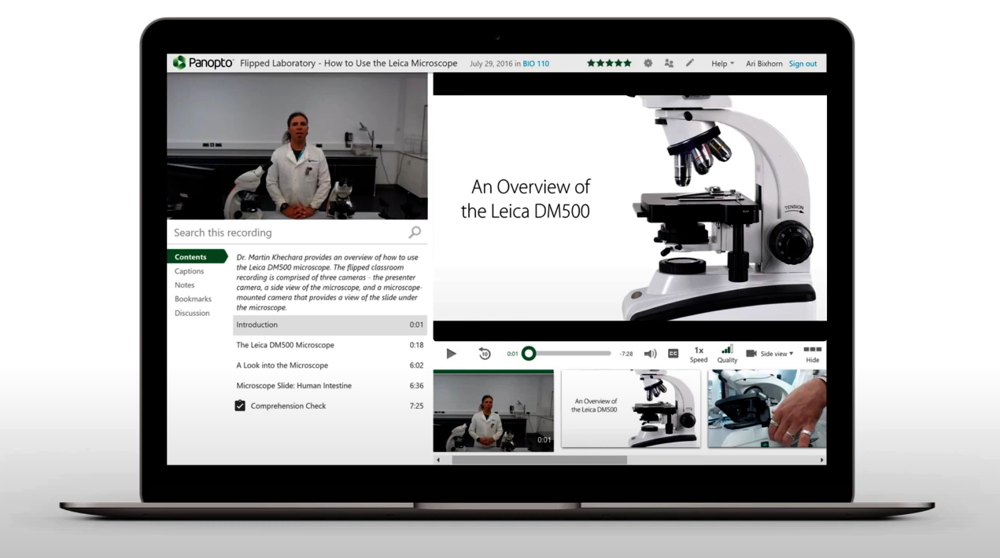 Panopto Flipped Laboratory - How to Use the Leica Microscope July 29, 2016 in BIO 110 Help Ari Bixhorn Sign out
Search this recording
Contents
Captions
Notes
Bookmarks
Discussion
Dr. Martin Khechara provides an overview of how to use
the Leica DM500 microscope. The flipped classroom
recording is comprised of three cameras - the presenter
camera, a side view of the microscope, and a microscope-
mounted camera that provides a view of the slide under
the microscope.
Introduction 0:01
The Leica DM500 Microscope 0:18
A Look into the Microscope 6:02
Microscope Slide: Human Intestine 6:36
Comprehension Check 7:25
An Overview of
the Leica DM500
TENSION
10 0:01 -7:28 CC 1x Speed Quality Side view Hide
0:01
An Overview of
the Leica DM500